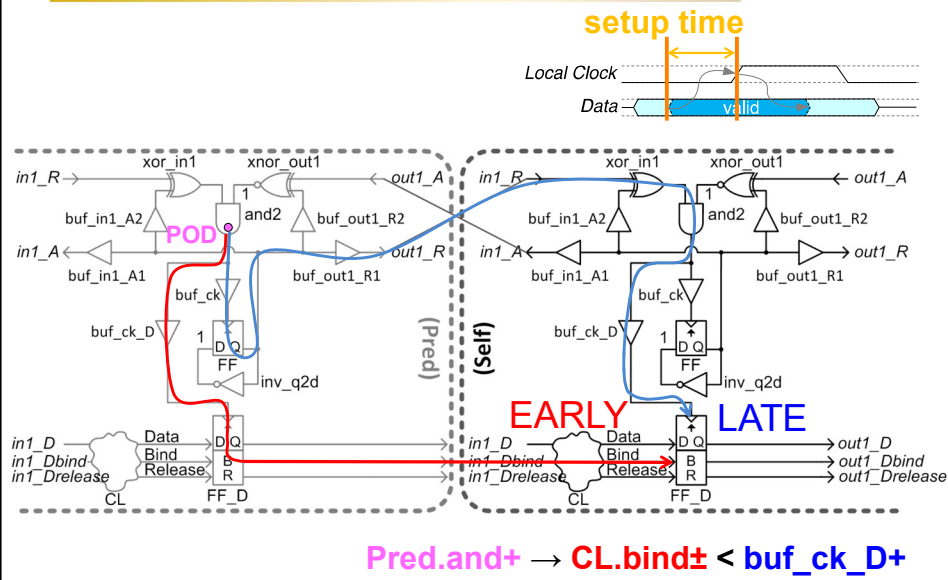 setup time
Local Clock
Data
valid
xor_in1
xnor_out1
in1_R
out1_A
1
and2
buf_in1_A2
buf_out1_R2
POD
in1_A
out1_R
buf_in1_A1
buf_out1_R1
buf_ck
buf_ck_D
1
D Q
FF
inv_q2d
(Pred)
in1_D
in1_Dbind
in1_Drelease
CL
Data
Bind
Release
D Q
B
R
FF_D
xor_in1
xnor_out1
in1_R
out1_A
1
and2
buf_in1_A2
buf_out1_R2
in1_A
out1_R
buf_in1_A1
buf_out1_R1
buf_ck
buf_ck_D
1
D Q
FF
inv_q2d
(Self)
EARLY
LATE
in1_D
in1_Dbind
in1_Drelease
CL
Data
Bind
Release
D Q
B
R
FF_D
out1_D
out1_Dbind
out1_Drelease
Pred.and+ → CL.bind± < buf_ck_D+